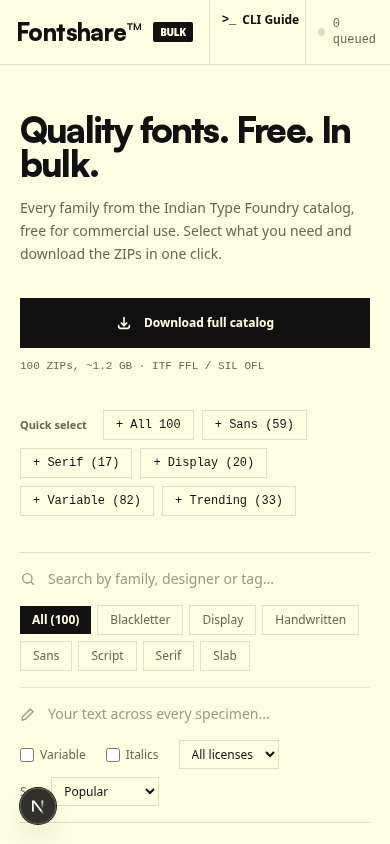 Fontshare™ BULK >_ CLI Guide 0 queued
Quality fonts. Free. In
bulk.
Every family from the Indian Type Foundry catalog,
free for commercial use. Select what you need and
download the ZIPs in one click.
Download full catalog
100 ZIPs, ~1.2 GB · ITF FFL / SIL OFL
Quick select + All 100 + Sans (59)
+ Serif (17) + Display (20)
+ Variable (82) + Trending (33)
Search by family, designer or tag...
All (100) Blackletter Display Handwritten
Sans Script Serif Slab
Your text across every specimen...
Variable Italics All licenses
Popular
N